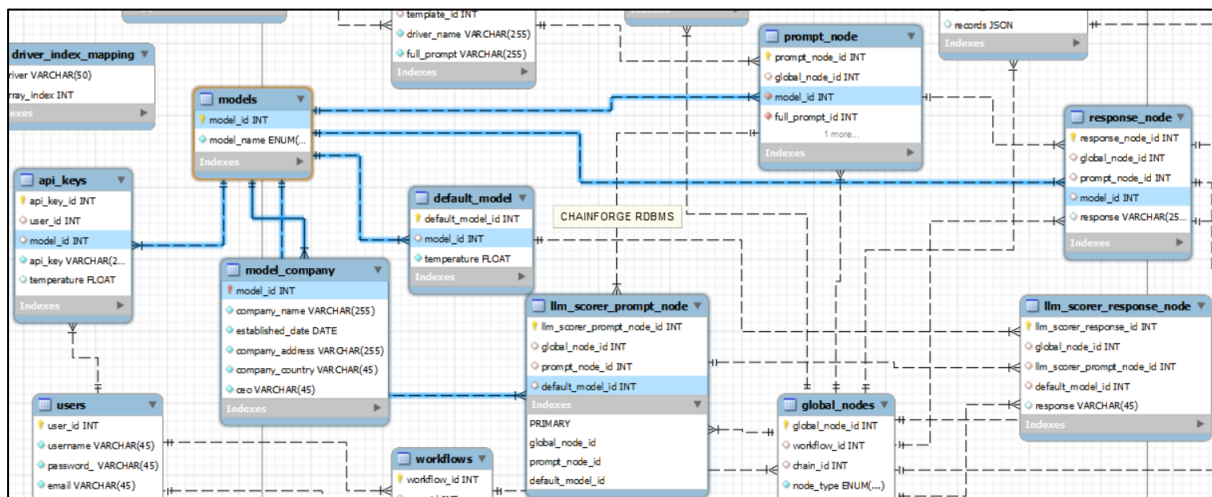 template_id INT
driver_name VARCHAR(255)
full_prompt VARCHAR(255)
Indexes
records JSON
driver_index_mapping
driver VARCHAR(50)
array_index INT
models
model_id INT
model_name ENUM(...
Indexes
prompt_node
prompt_node_id INT
global_node_id INT
model_id INT
full_prompt_id INT
1 more...
Indexes
response_node
response_node_id INT
global_node_id INT
prompt_node_id INT
model_id INT
response VARCHAR(25...
Indexes
api_keys
api_key_id INT
user_id INT
model_id INT
api_key VARCHAR(2...
temperature FLOAT
Indexes
default_model
default_model_id INT
model_id INT
temperature FLOAT
Indexes
CHAINFORGE RDBMS
model_company
model_id INT
company_name VARCHAR(255)
established_date DATE
company_address VARCHAR(255)
company_country VARCHAR(45)
ceo VARCHAR(45)
Indexes
llm_scorer_prompt_node
llm_scorer_prompt_node_id INT
global_node_id INT
prompt_node_id INT
default_model_id INT
Indexes
PRIMARY
global_node_id
prompt_node_id
default_model_id
llm_scorer_response_node
llm_scorer_response_id INT
global_node_id INT
llm_scorer_prompt_node_id INT
default_model_id INT
response VARCHAR(45)
Indexes
users
user_id INT
username VARCHAR(45)
password_ VARCHAR(45)
email VARCHAR(45)
workflows
workflow_id INT
global_nodes
global_node_id INT
workflow_id INT
chain_id INT
node_type ENUM(...)